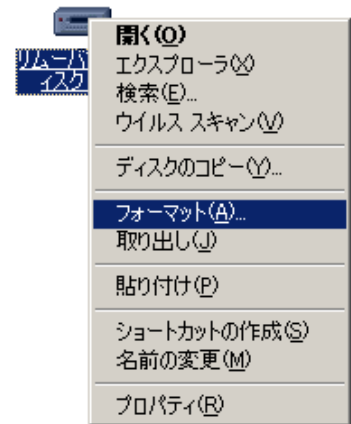 リムーバ
ィスク
開く(O)
エクスプローラ(X)
検索(E)...
ウイルス スキャン(V)
ディスクのコピー(Y)...
フォーマット(A)...
取り出し(J)
貼り付け(P)
ショートカットの作成(S)
名前の変更(M)
プロパティ(R)